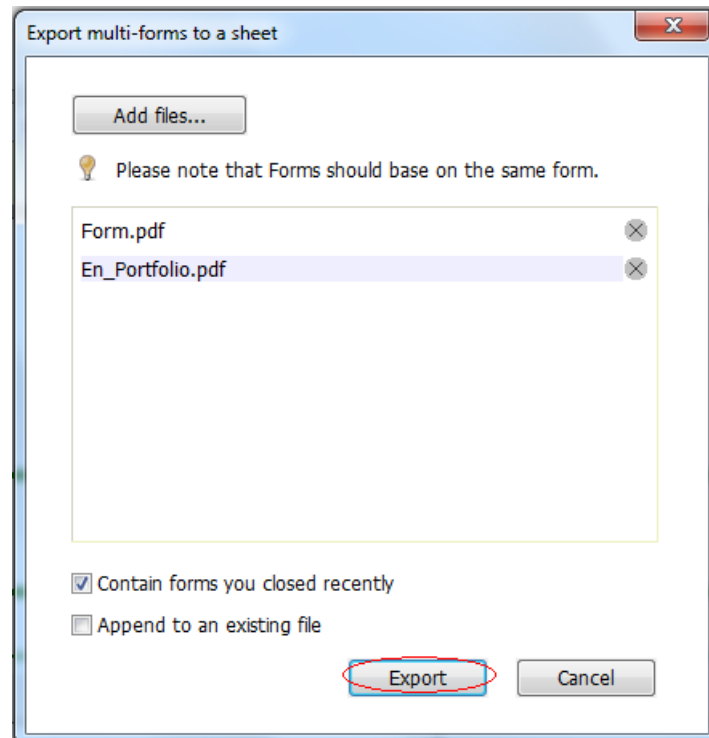 Export multi-forms to a sheet
Add files...
Please note that Forms should base on the same form.
Form.pdf
En_Portfolio.pdf
Contain forms you closed recently
Append to an existing file
Export
Cancel